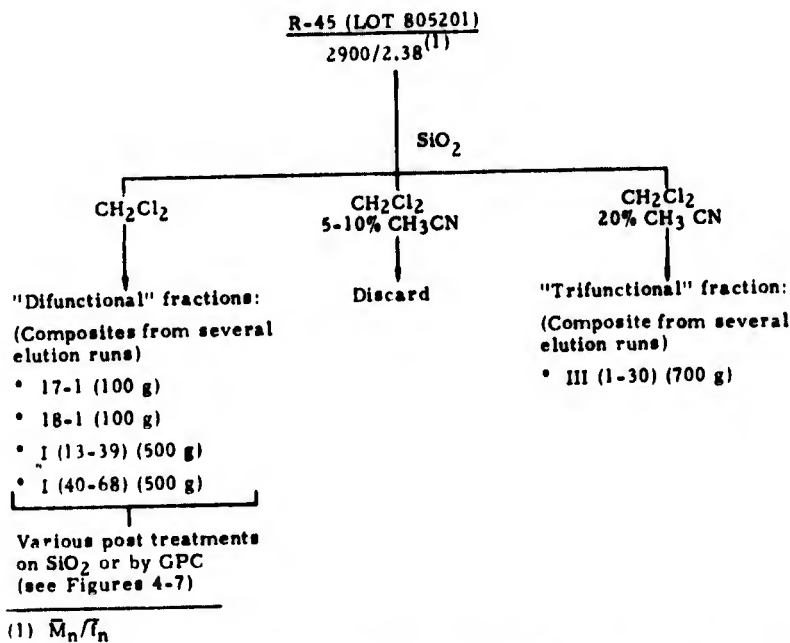 R-45 (LOT 805201)
2900/2.38(1)
SiO2
CH2Cl2
"Difunctional" fractions:
(Composites from several
elution runs)
• 17-1 (100 g)
• 18-1 (100 g)
• I (13-39) (500 g)
• I (40-68) (500 g)
Various post treatments
on SiO2 or by GPC
(see Figures 4-7)
CH2Cl2
5-10% CH3CN
Discard
CH2Cl2
20% CH3 CN
"Trifunctional" fraction:
(Composite from several
elution runs)
• III (1-30) (700 g)
(1) M̄n/f̄n